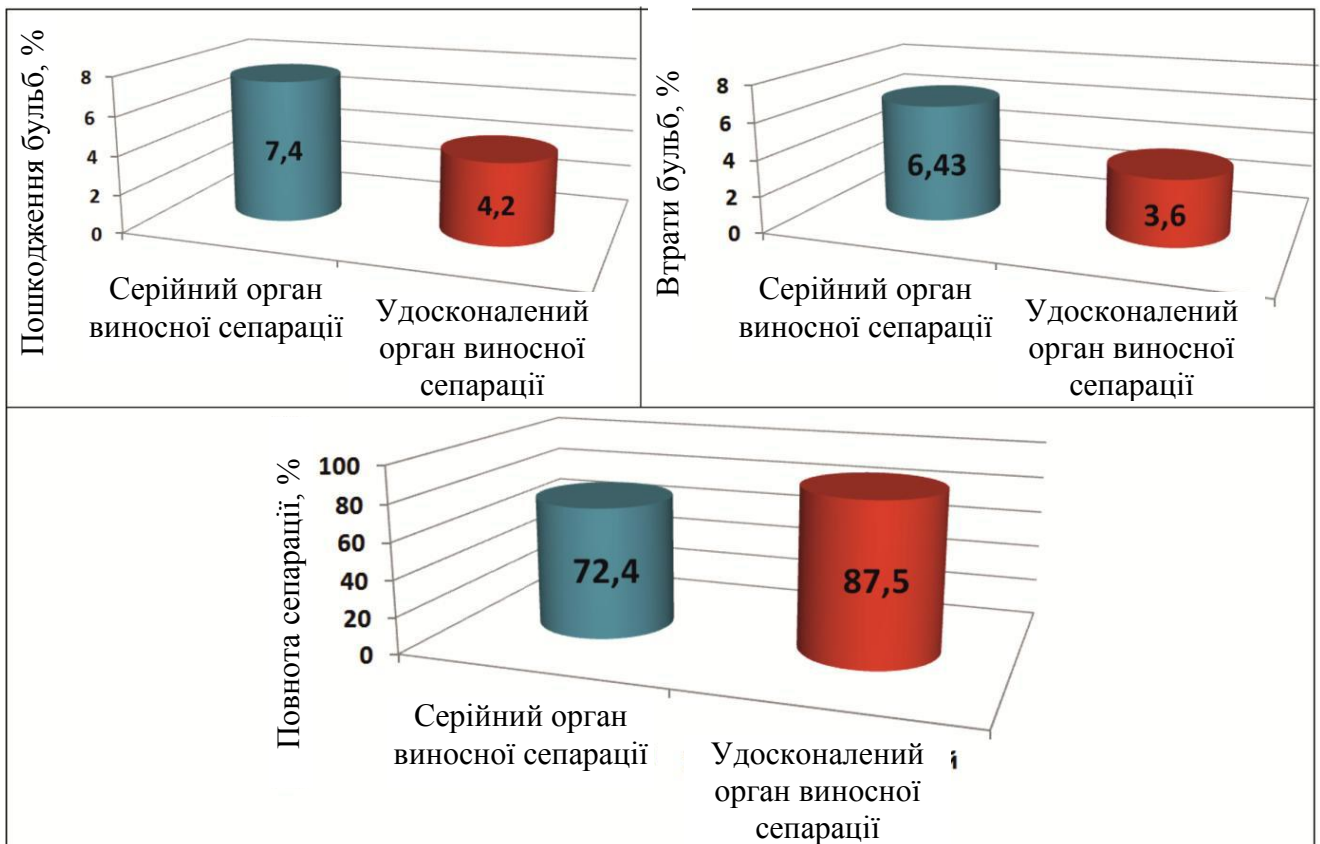 Пошкодження бульб, %
8
6
4
2
0
7,4
4,2
Серійний орган
виносної сепарації
Удосконалений
орган виносної
сепарації
Втрати бульб, %
8
6
4
2
0
6,43
3,6
Серійний орган
виносної сепарації
Удосконалений
орган виносної
сепарації
Повнота сепарації, %
100
80
60
40
20
0
72,4
87,5
Серійний орган
виносної сепарації
Удосконалений
орган виносної
сепарації